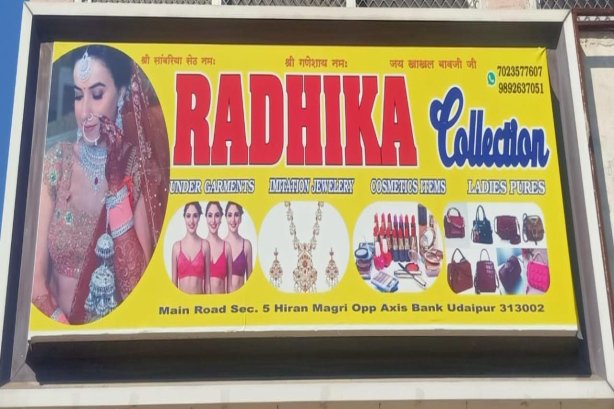 श्री सांवरिया सेठ नमः श्री गणेशाय नमः जय खाखल बावजी जी
7023577607
9892637051
RADHIKA Collection
UNDER GARMENTS IMITATION JEWELERY COSMETICS ITEMS LADIES PURES
Main Road Sec. 5 Hiran Magri Opp Axis Bank Udaipur 313002